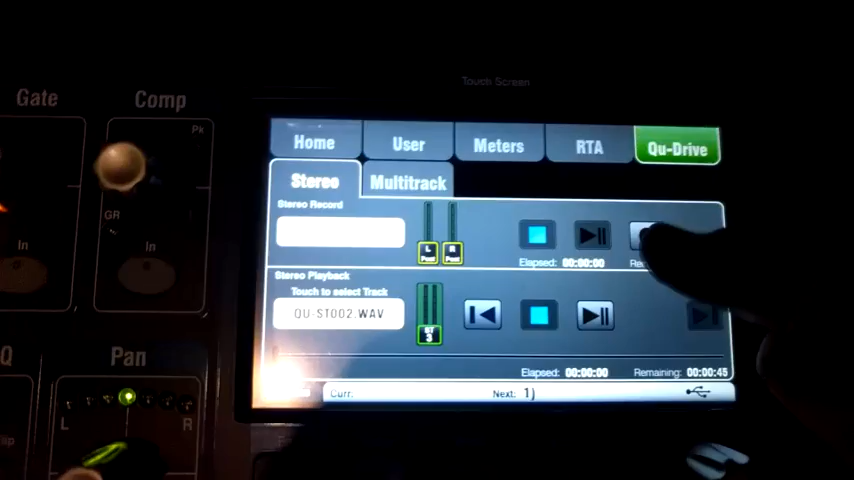 Touch Screen
Gate
Comp
Pk
GR
In
In
Home
User
Meters
RTA
Qu-Drive
Stereo
Multitrack
Stereo Record
L
Post
R
Post
Elapsed: 00:00:00
Stereo Playback
Touch to select Track
QU-ST002.WAV
ST
3
Elapsed: 00:00:00
Remaining: 00:00:45
Curr:
Next: 1)
Q
Pan
L
R